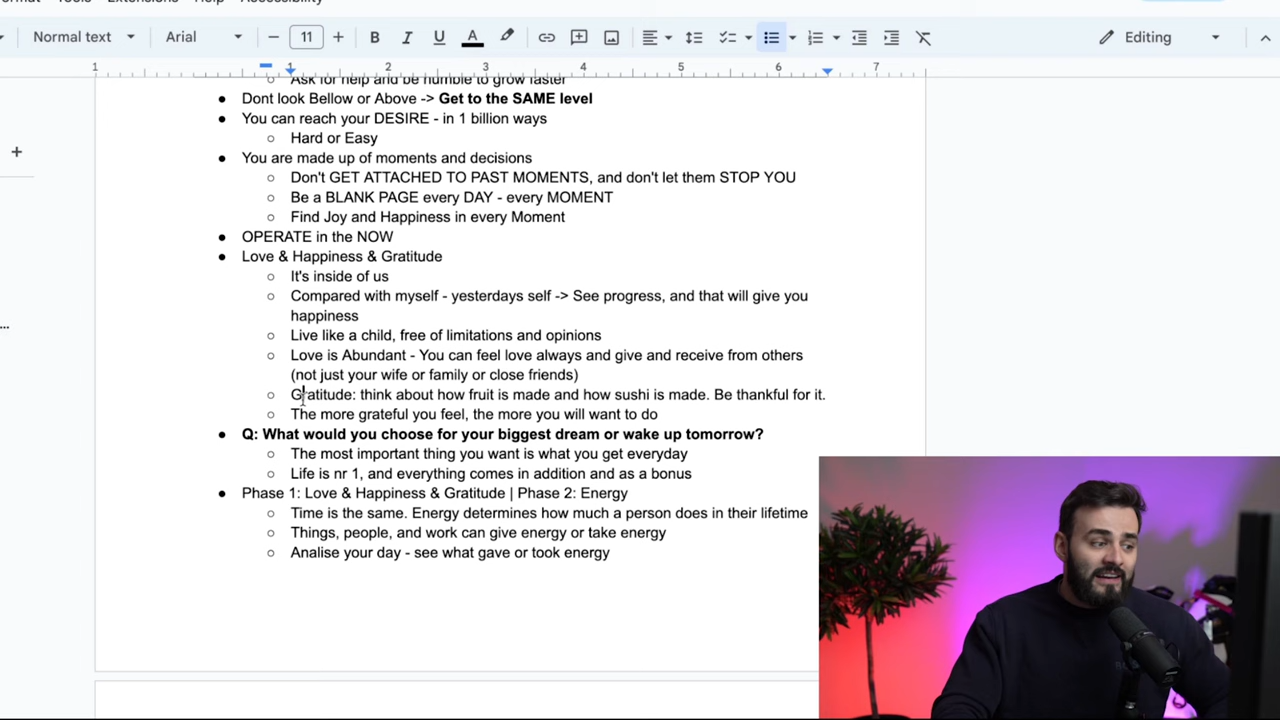 Tools Extensions Help Accessibility
Normal text Arial 11 Editing
1 1 2 3 4 5 6 7
Ask for help and be humble to grow faster
Dont look Bellow or Above -> Get to the SAME level
You can reach your DESIRE - in 1 billion ways
Hard or Easy
You are made up of moments and decisions
Don't GET ATTACHED TO PAST MOMENTS, and don't let them STOP YOU
Be a BLANK PAGE every DAY - every MOMENT
Find Joy and Happiness in every Moment
OPERATE in the NOW
Love & Happiness & Gratitude
It's inside of us
Compared with myself - yesterdays self -> See progress, and that will give you
happiness
Live like a child, free of limitations and opinions
Love is Abundant - You can feel love always and give and receive from others
(not just your wife or family or close friends)
Gratitude: think about how fruit is made and how sushi is made. Be thankful for it.
The more grateful you feel, the more you will want to do
Q: What would you choose for your biggest dream or wake up tomorrow?
The most important thing you want is what you get everyday
Life is nr 1, and everything comes in addition and as a bonus
Phase 1: Love & Happiness & Gratitude | Phase 2: Energy
Time is the same. Energy determines how much a person does in their lifetime
Things, people, and work can give energy or take energy
Analise your day - see what gave or took energy